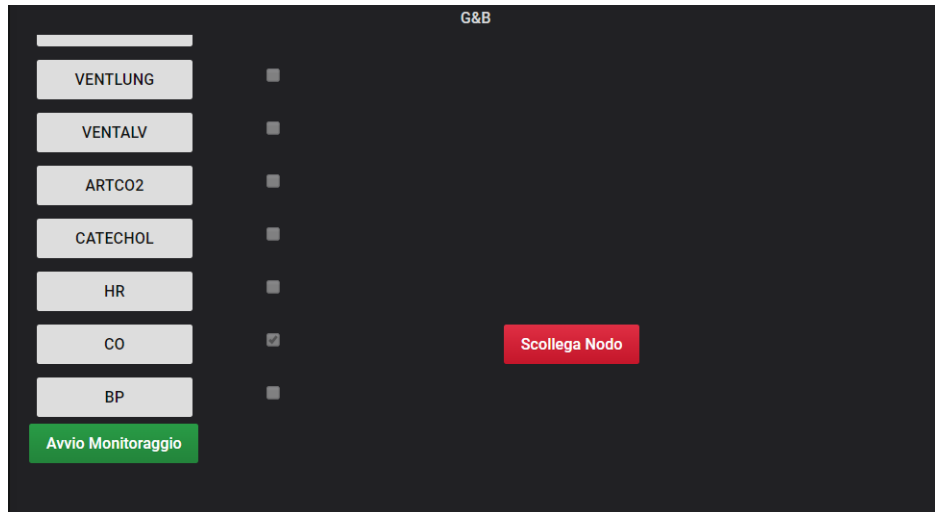 G&B
VENTLUNG
VENTALV
ARTCO2
CATECHOL
HR
CO
Scollega Nodo
BP
Avvio Monitoraggio